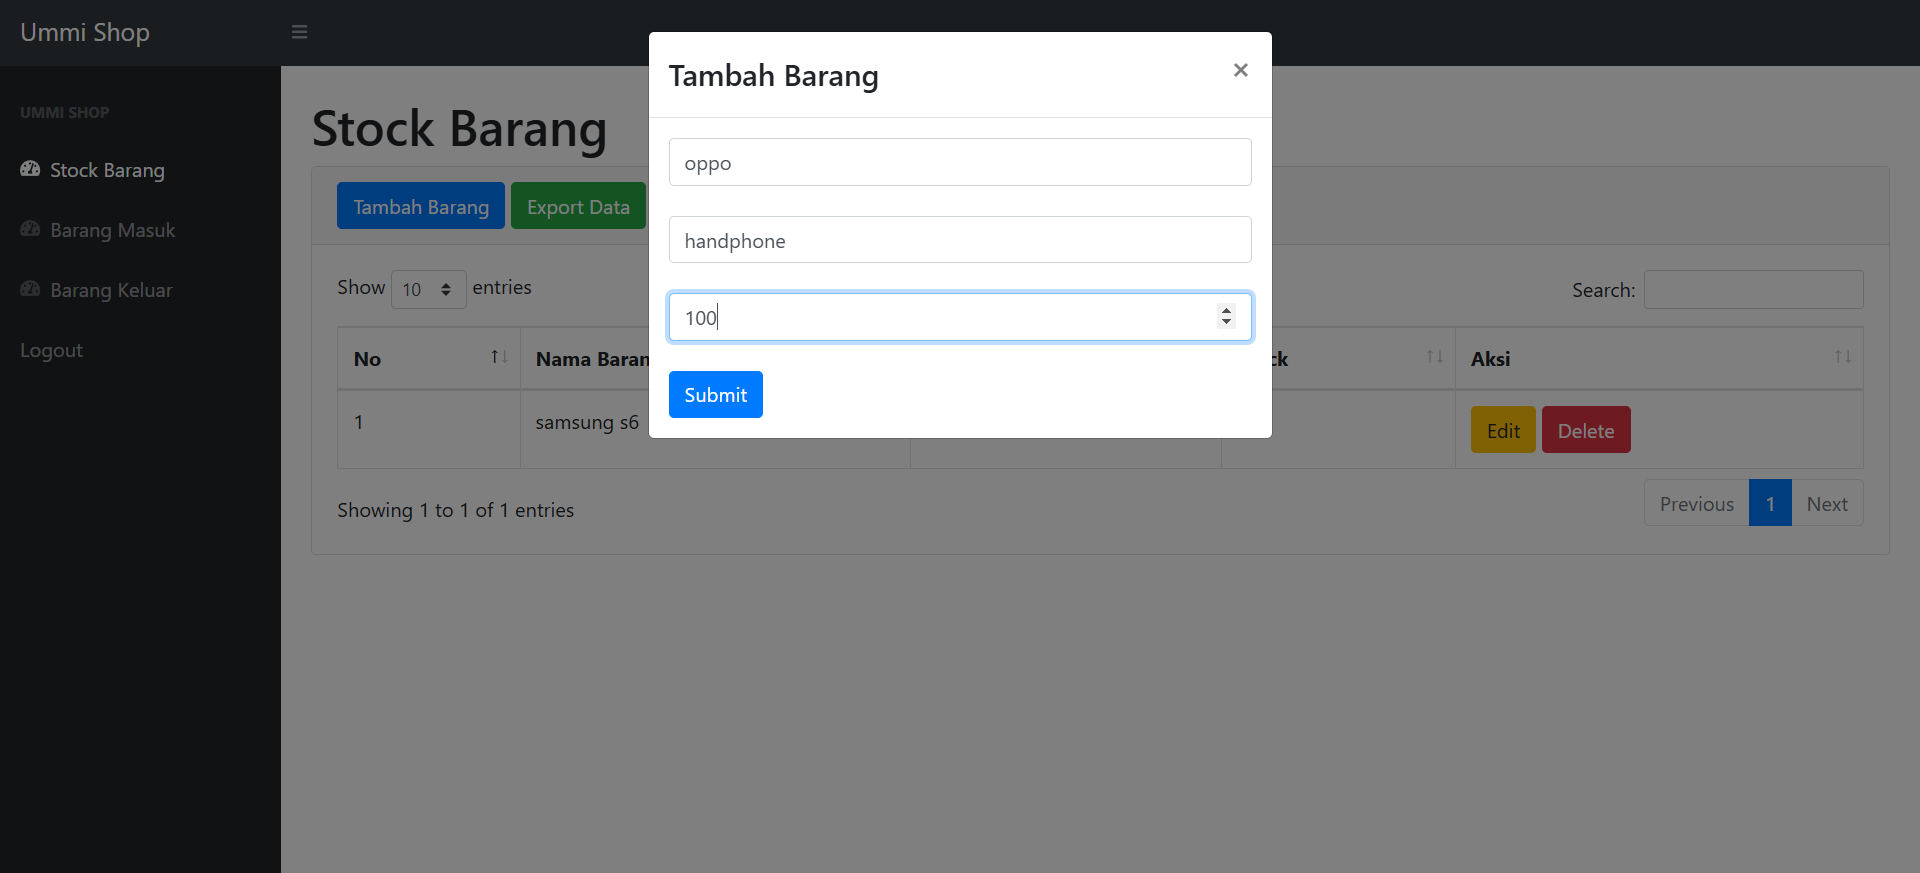 Ummi Shop
UMMI SHOP
Stock Barang
Barang Masuk
Barang Keluar
Logout
Stock Barang
Tambah Barang Export Data
Show 10 entries
Search:
No Nama Aksi
1 samsung s6 Edit Delete
Showing 1 to 1 of 1 entries
Previous 1 Next
Tambah Barang ×
oppo
handphone
100
Submit